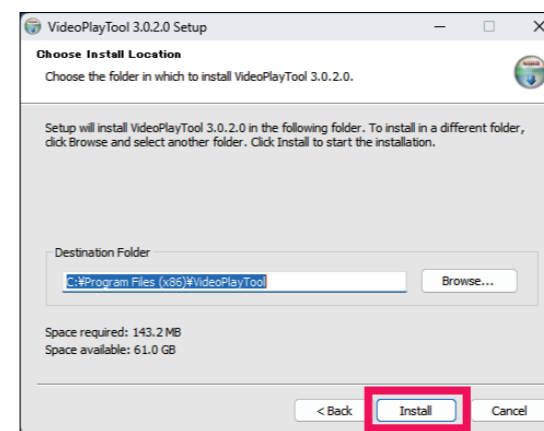 VideoPlayTool 3.0.2.0 Setup
Choose Install Location
Choose the folder in which to install VideoPlayTool 3.0.2.0.
Setup will install VideoPlayTool 3.0.2.0 in the following folder. To install in a different folder,
click Browse and select another folder. Click Install to start the installation.
Destination Folder
C:¥Program Files (x86)¥VideoPlayTool
Browse...
Space required: 143.2 MB
Space available: 61.0 GB
< Back
Install
Cancel